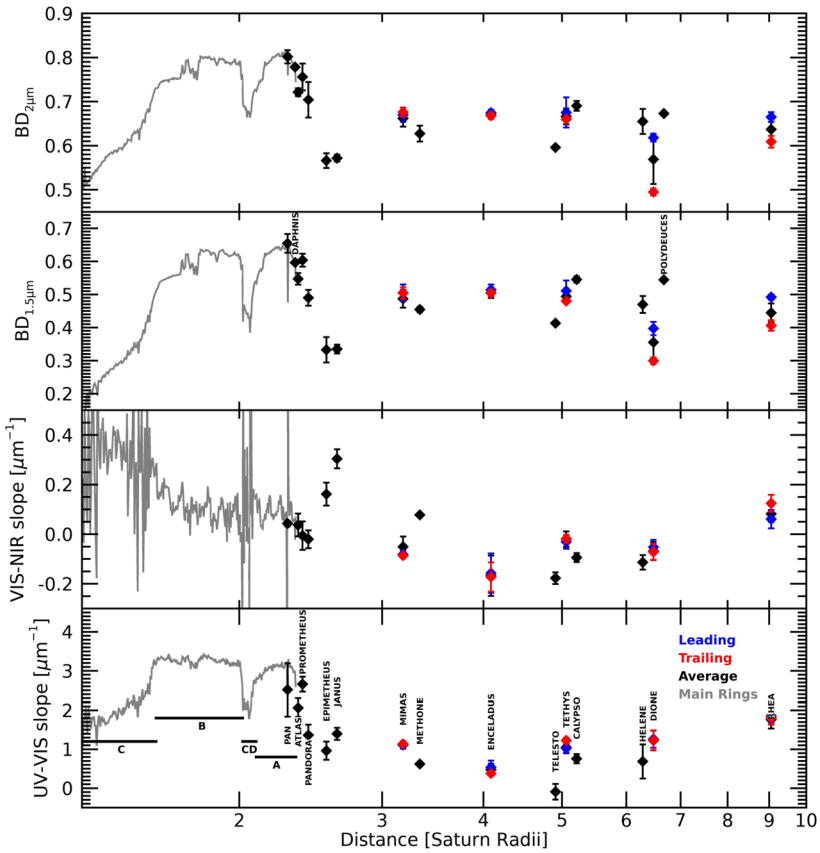 0.9
0.8
0.7
0.6
0.5
BD2μm
0.7
0.6
0.5
0.4
0.3
0.2
BD1.5μm
DAPHNIS
POLYDEUCES
0.4
0.2
0.0
-0.2
VIS-NIR slope [μm−1]
4
3
2
1
0
UV-VIS slope [μm−1]
C
B
CD
A
PAN
ATLAS
PROMETHEUS
PANDORA
EPIMETHEUS
JANUS
MIMAS
METHONE
ENCELADUS
TELESTO
TETHYS
CALYPSO
HELENE
DIONE
RHEA
Leading
Trailing
Average
Main Rings
2 3 4 5 6 7 8 9 10
Distance [Saturn Radii]